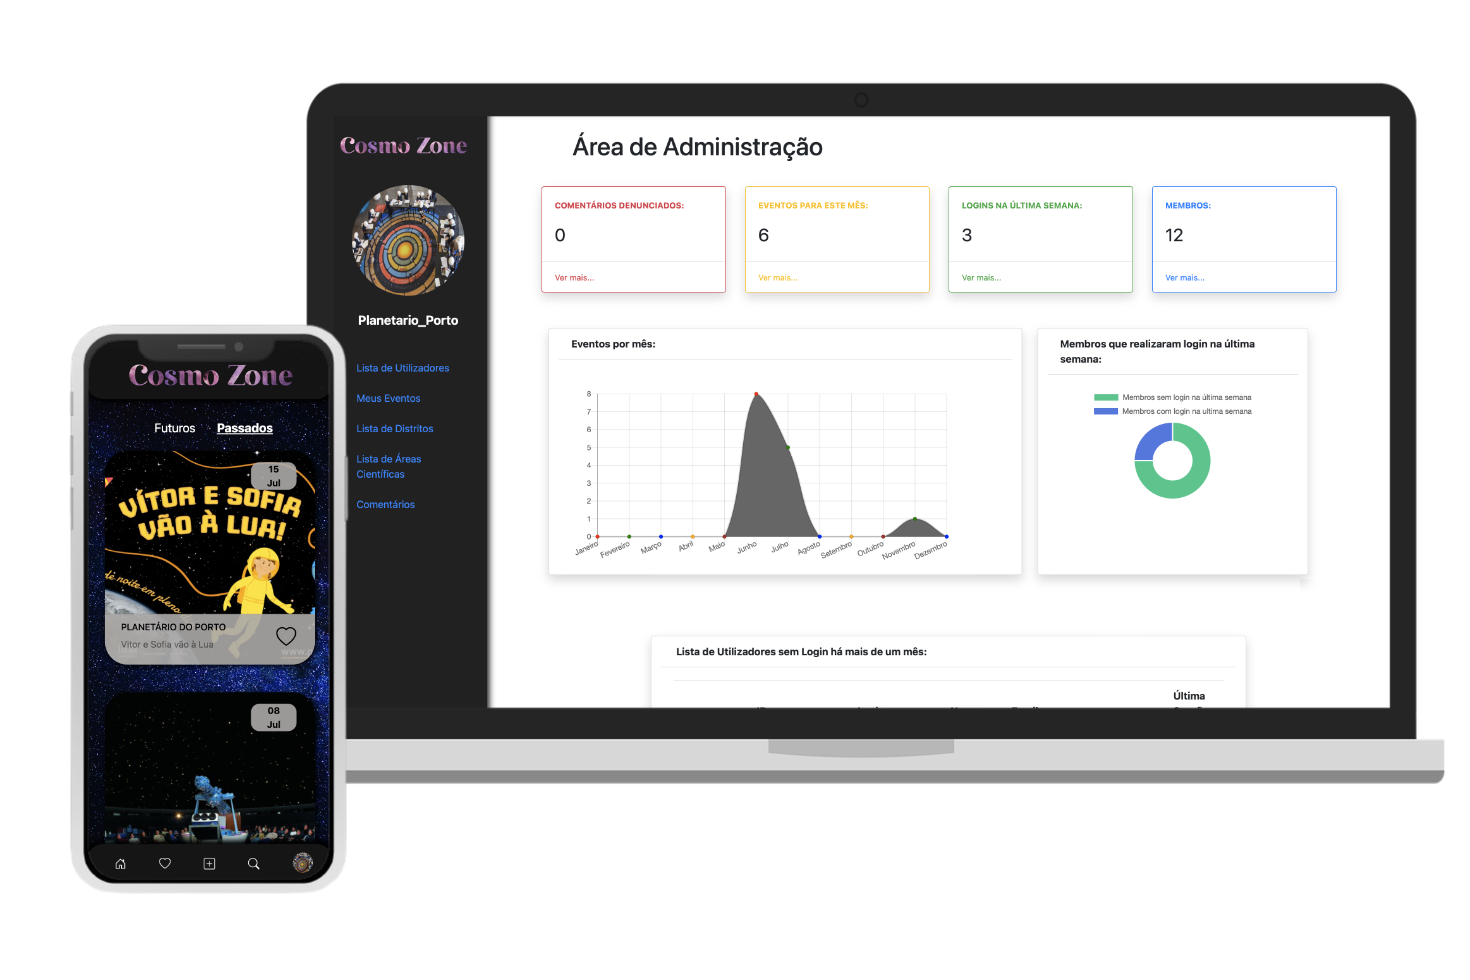 Cosmo Zone
Planetario_Porto
Lista de Utilizadores
Meus Eventos
Lista de Distritos
Lista de Áreas
Científicas
Comentários
Área de Administração
COMENTÁRIOS DENUNCIADOS:
0
Ver mais...
EVENTOS PARA ESTE MÊS:
6
Ver mais...
LOGINS NA ÚLTIMA SEMANA:
3
Ver mais...
MEMBROS:
12
Ver mais...
Eventos por mês:
8
7
6
5
4
3
2
1
0
Janeiro
Fevereiro
Março
Abril
Maio
Junho
Julho
Agosto
Setembro
Outubro
Novembro
Dezembro
Membros que realizaram login na última
semana:
Membros sem login na última semana
Membros com login na ultima semana
Lista de Utilizadores sem Login há mais de um mês:
Última
Cosmo Zone
Futuros Passados
15
Jul
VÍTOR E SOFIA
VÃO À LUA!
de noite em pleno
PLANETÁRIO DO PORTO
Vitor e Sofia vão à Lua
08
Jul